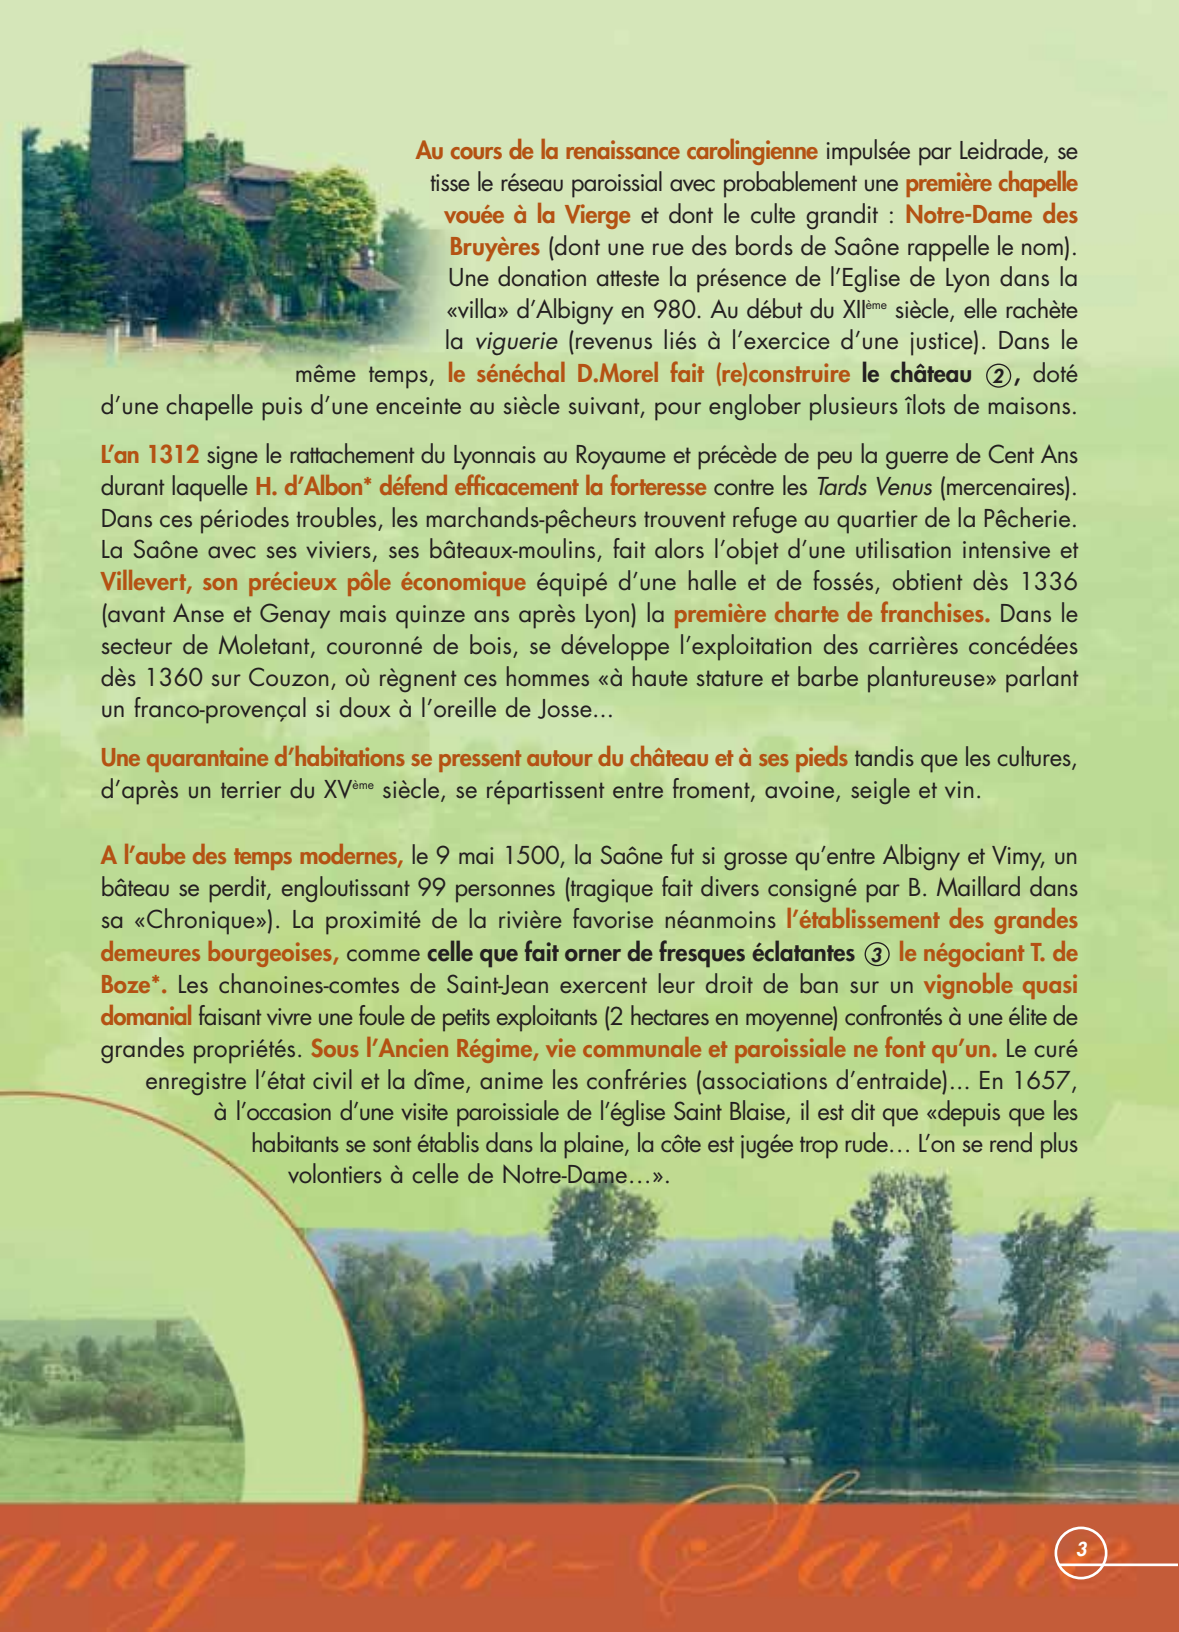 Au cours de la renaissance carolingienne impulsée par Leidrade, se
tisse le réseau paroissial avec probablement une première chapelle
vouée à la Vierge et dont le culte grandit : Notre-Dame des
Bruyères (dont une rue des bords de Saône rappelle le nom).
Une donation atteste la présence de l'Eglise de Lyon dans la
«villa» d'Albigny en 980. Au début du XIIème siècle, elle rachète
la viguerie (revenus liés à l'exercice d'une justice). Dans le
même temps, le sénéchal D.Morel fait (re)construire le château ②, doté
d'une chapelle puis d'une enceinte au siècle suivant, pour englober plusieurs îlots de maisons.
L'an 1312 signe le rattachement du Lyonnais au Royaume et précède de peu la guerre de Cent Ans
durant laquelle H. d'Albon* défend efficacement la forteresse contre les Tards Venus (mercenaires).
Dans ces périodes troubles, les marchands-pêcheurs trouvent refuge au quartier de la Pêcherie.
La Saône avec ses viviers, ses bâteaux-moulins, fait alors l'objet d'une utilisation intensive et
Villevert, son précieux pôle économique équipé d'une halle et de fossés, obtient dès 1336
(avant Anse et Genay mais quinze ans après Lyon) la première charte de franchises. Dans le
secteur de Moletant, couronné de bois, se développe l'exploitation des carrières concédées
dès 1360 sur Couzon, où règnent ces hommes «à haute stature et barbe plantureuse» parlant
un franco-provençal si doux à l'oreille de Josse...
Une quarantaine d'habitations se pressent autour du château et à ses pieds tandis que les cultures,
d'après un terrier du XVème siècle, se répartissent entre froment, avoine, seigle et vin.
A l'aube des temps modernes, le 9 mai 1500, la Saône fut si grosse qu'entre Albigny et Vimy, un
bâteau se perdit, engloutissant 99 personnes (tragique fait divers consigné par B. Maillard dans
sa «Chronique»). La proximité de la rivière favorise néanmoins l'établissement des grandes
demeures bourgeoises, comme celle que fait orner de fresques éclatantes ③ le négociant T. de
Boze*. Les chanoines-comtes de Saint-Jean exercent leur droit de ban sur un vignoble quasi
domanial faisant vivre une foule de petits exploitants (2 hectares en moyenne) confrontés à une élite de
grandes propriétés. Sous l'Ancien Régime, vie communale et paroissiale ne font qu'un. Le curé
enregistre l'état civil et la dîme, anime les confréries (associations d'entraide)... En 1657,
à l'occasion d'une visite paroissiale de l'église Saint Blaise, il est dit que «depuis que les
habitants se sont établis dans la plaine, la côte est jugée trop rude... L'on se rend plus
volontiers à celle de Notre-Dame...».
gny-sur-Saône
3